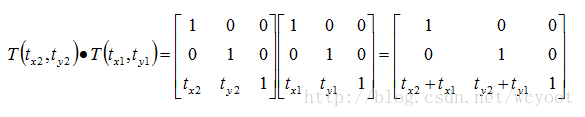 T(tx2,ty2)●T(tx1,ty1)=[1 0 0][1 0 0]=[1 0 0]
[0 1 0][0 1 0] [0 1 0]
[tx2 ty2 1][tx1 ty1 1] [tx2+tx1 ty2+ty1 1]
http://blog.csdn.net/wcyoot